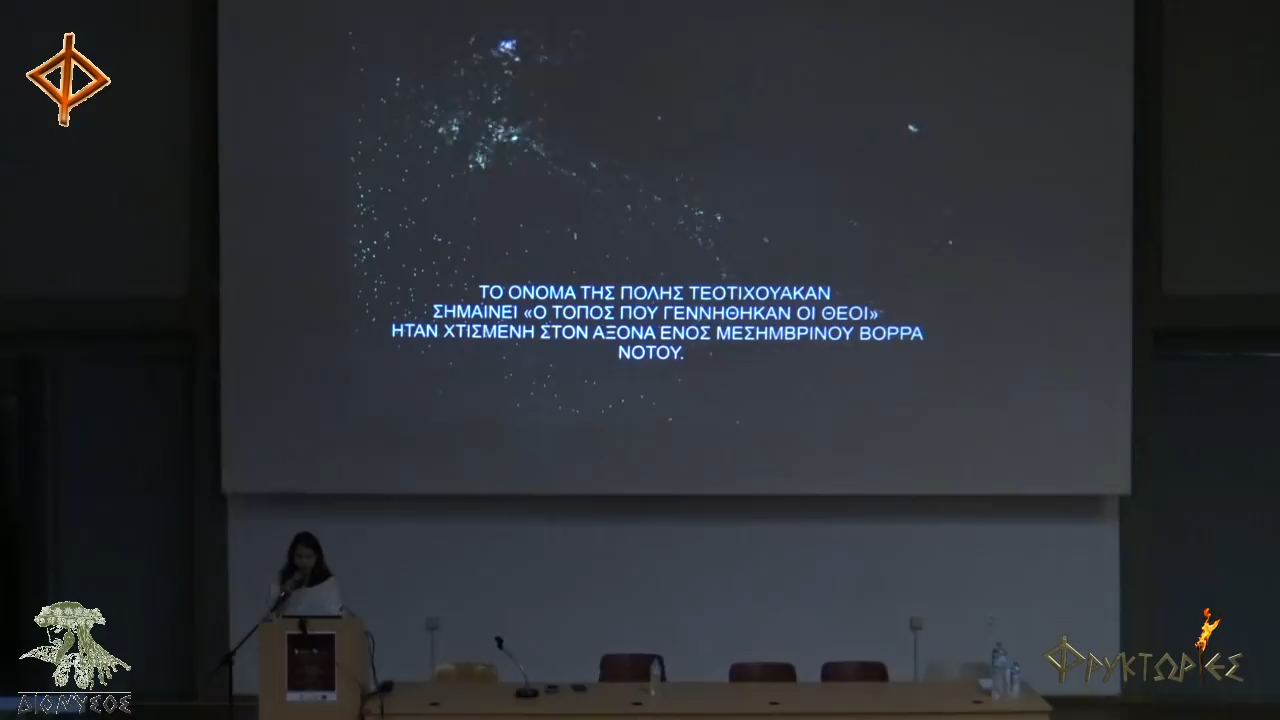 ΤΟ ΟΝΟΜΑ ΤΗΣ ΠΟΛΗΣ ΤΕΟΤΙΧΟΥΑΚΑΝ
ΣΗΜΑΙΝΕΙ «Ο ΤΟΠΟΣ ΠΟΥ ΓΕΝΝΗΘΗΚΑΝ ΟΙ ΘΕΟΙ»
ΗΤΑΝ ΧΤΙΣΜΕΝΗ ΣΤΟΝ ΑΞΟΝΑ ΕΝΟΣ ΜΕΣΗΜΒΡΙΝΟΥ ΒΟΡΡΑ
ΝΟΤΟΥ.
ΔΙΟΝΥΣΟΣ
ΦΡΥΚΤΩΡΙΕΣ